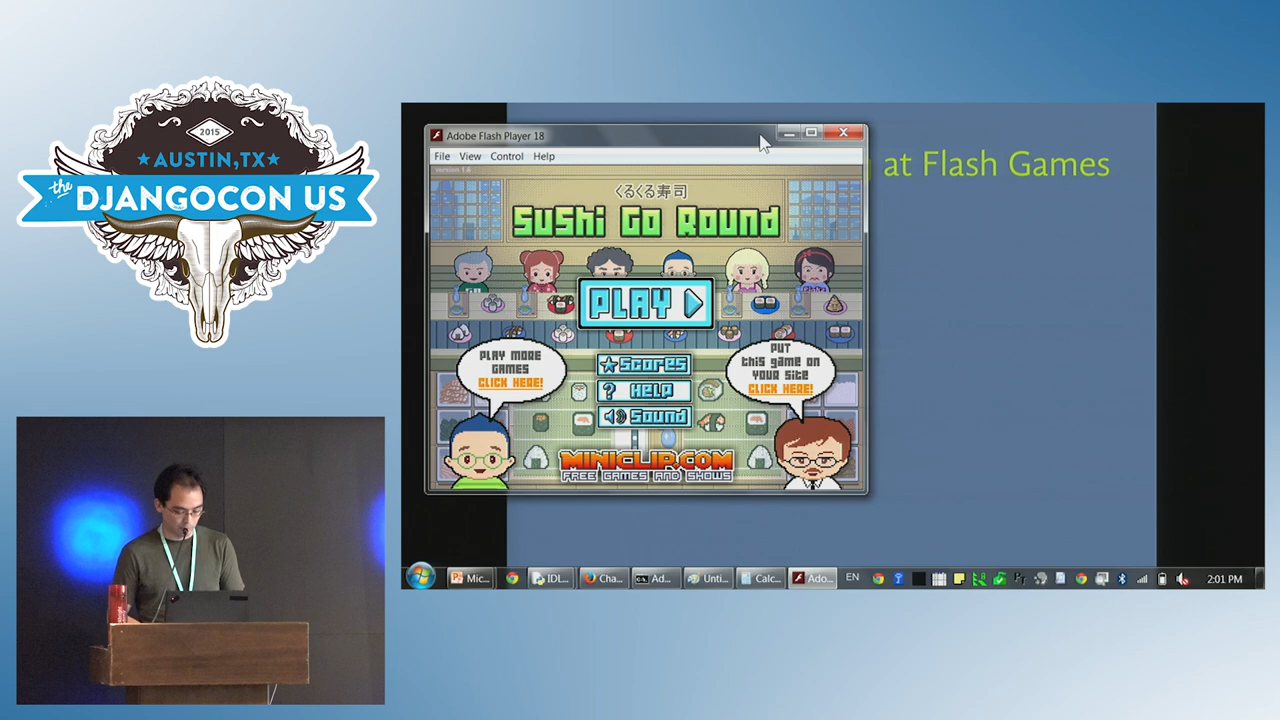 2015
★AUSTIN,TX★
the
DJANGOCON US
Adobe Flash Player 18
File View Control Help
version 1.6
at Flash Games
くるくる寿司
SuShi Go Round
PLAY
PLAY MORE
GAMES
CLICK HERE!
Scores
? HELP
Sound
PUT
this game on
YOUR SitE
CLICK HERE!
MINICLIP.COM
FREE GAMES AND SHOWS
Mic...
IDL...
Cha...
Ad...
Unti...
Calc...
Ado...
EN
2:01 PM